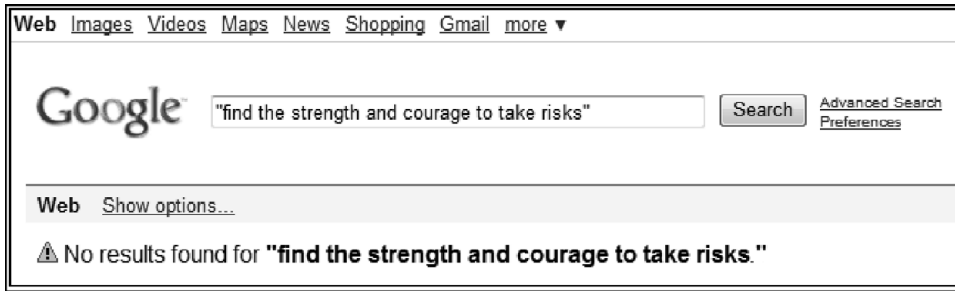 Web Images Videos Maps News Shopping Gmail more ▼
Google™ "find the strength and courage to take risks" Search Advanced Search
Preferences
Web Show options...
No results found for "find the strength and courage to take risks."